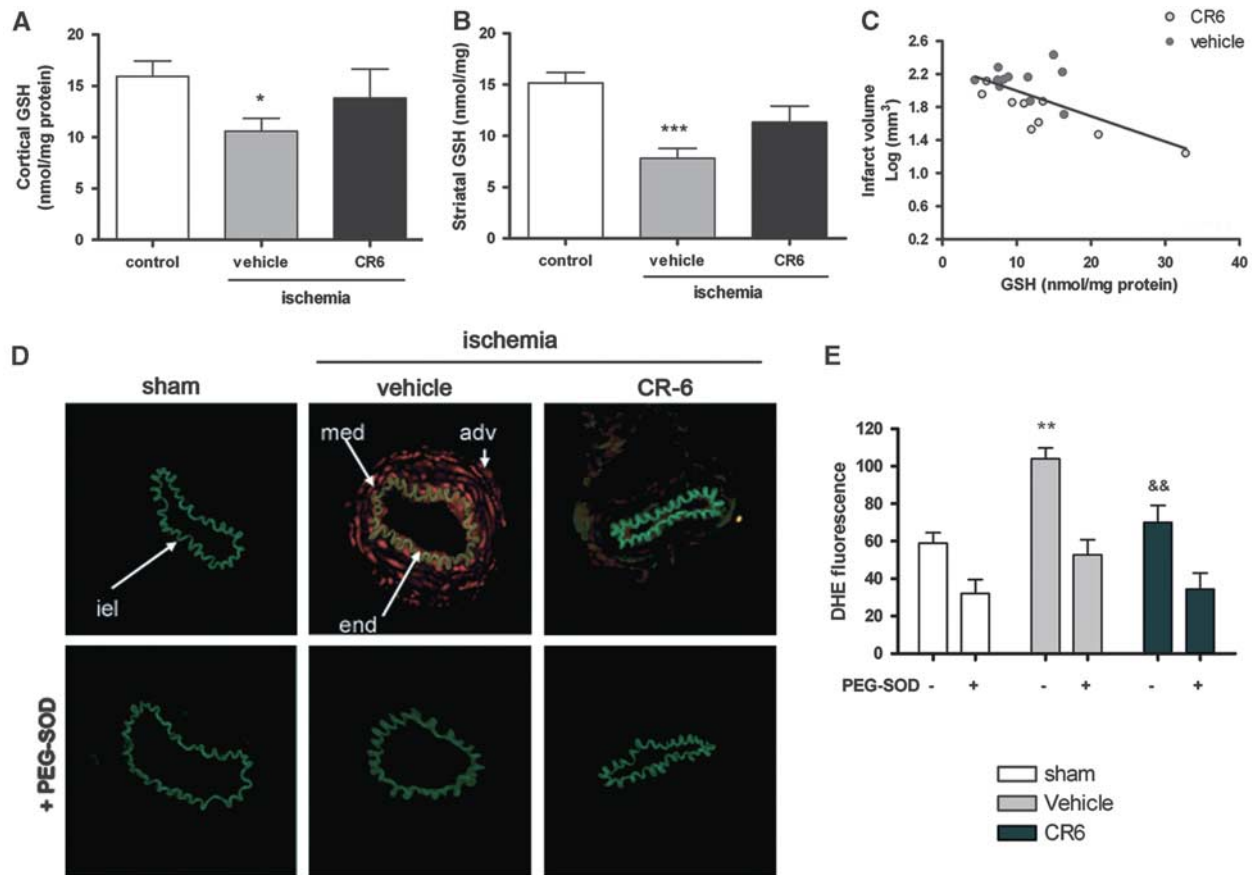 A
Cortical GSH
(nmol/mg protein)
20
15
10
5
0
*
control
vehicle
CR6
ischemia
B
Striatal GSH (nmol/mg)
20
15
10
5
0
***
control
vehicle
CR6
ischemia
C
CR6
vehicle
Infarct volume
Log (mm³)
2.6
2.2
1.8
1.4
1.0
0.6
0.2
0 10 20 30 40
GSH (nmol/mg protein)
D
ischemia
sham
vehicle
CR-6
iel
med
adv
end
+ PEG-SOD
E
DHE fluorescence
120
100
80
60
40
20
0
**
&&
PEG-SOD - + - + - +
sham
Vehicle
CR6